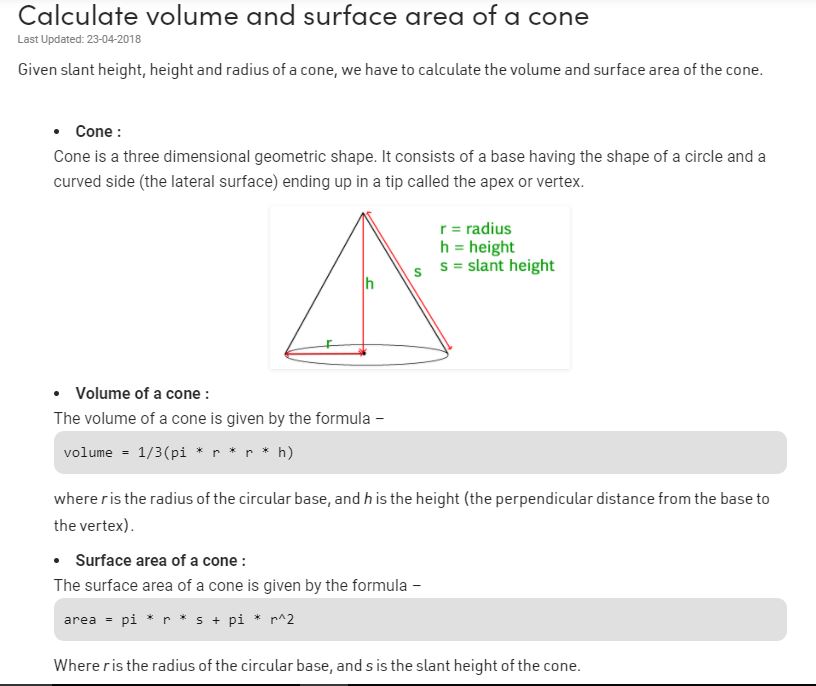 Calculate volume and surface area of a cone
Last Updated: 23-04-2018
Given slant height, height and radius of a cone, we have to calculate the volume and surface area of the cone.
• Cone :
Cone is a three dimensional geometric shape. It consists of a base having the shape of a circle and a
curved side (the lateral surface) ending up in a tip called the apex or vertex.
r = radius
h = height
s = slant height
s
h
r
• Volume of a cone :
The volume of a cone is given by the formula –
volume = 1/3(pi * r * r * h)
where r is the radius of the circular base, and h is the height (the perpendicular distance from the base to
the vertex).
• Surface area of a cone :
The surface area of a cone is given by the formula –
area = pi * r * s + pi * r^2
Where r is the radius of the circular base, and s is the slant height of the cone.